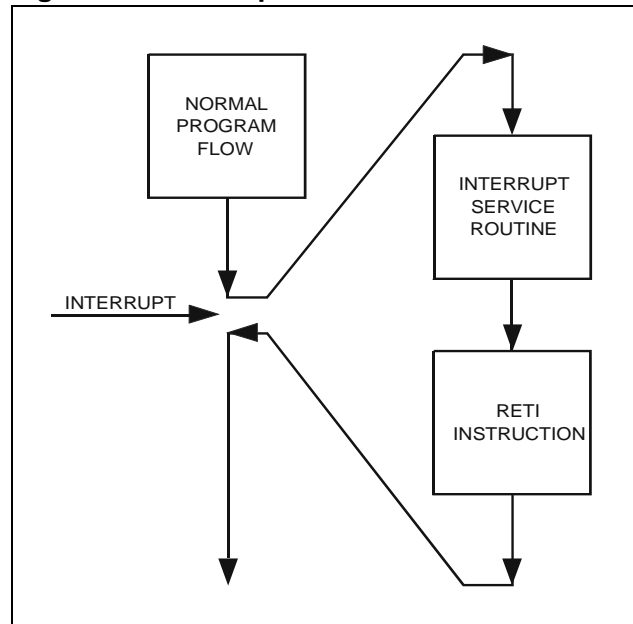 NORMAL
PROGRAM
FLOW
INTERRUPT
SERVICE
ROUTINE
INTERRUPT
RETI
INSTRUCTION